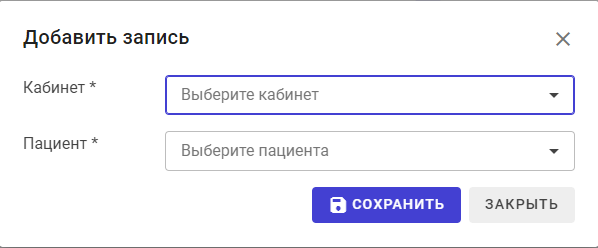 Добавить запись
Кабинет *
Выберите кабинет
Пациент *
Выберите пациента
СОХРАНИТЬ
ЗАКРЫТЬ